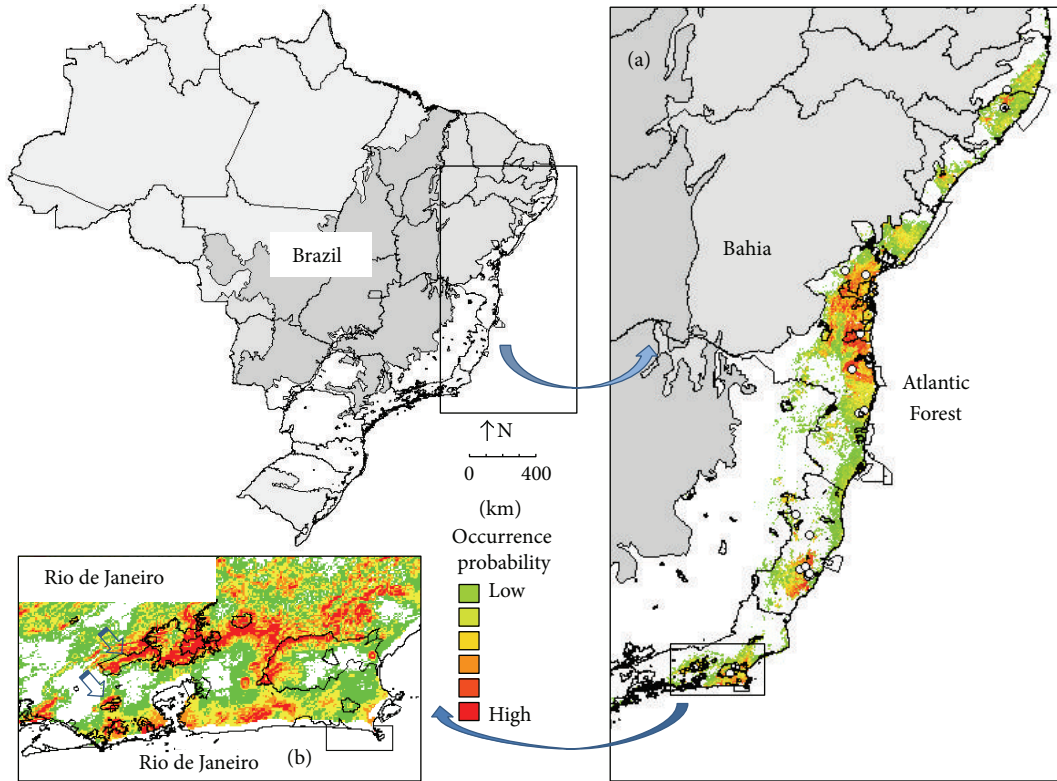 Brazil
↑N
0 400
(km)
Occurrence
probability
Low
High
(a)
Bahia
Atlantic
Forest
Rio de Janeiro
Rio de Janeiro
(b)